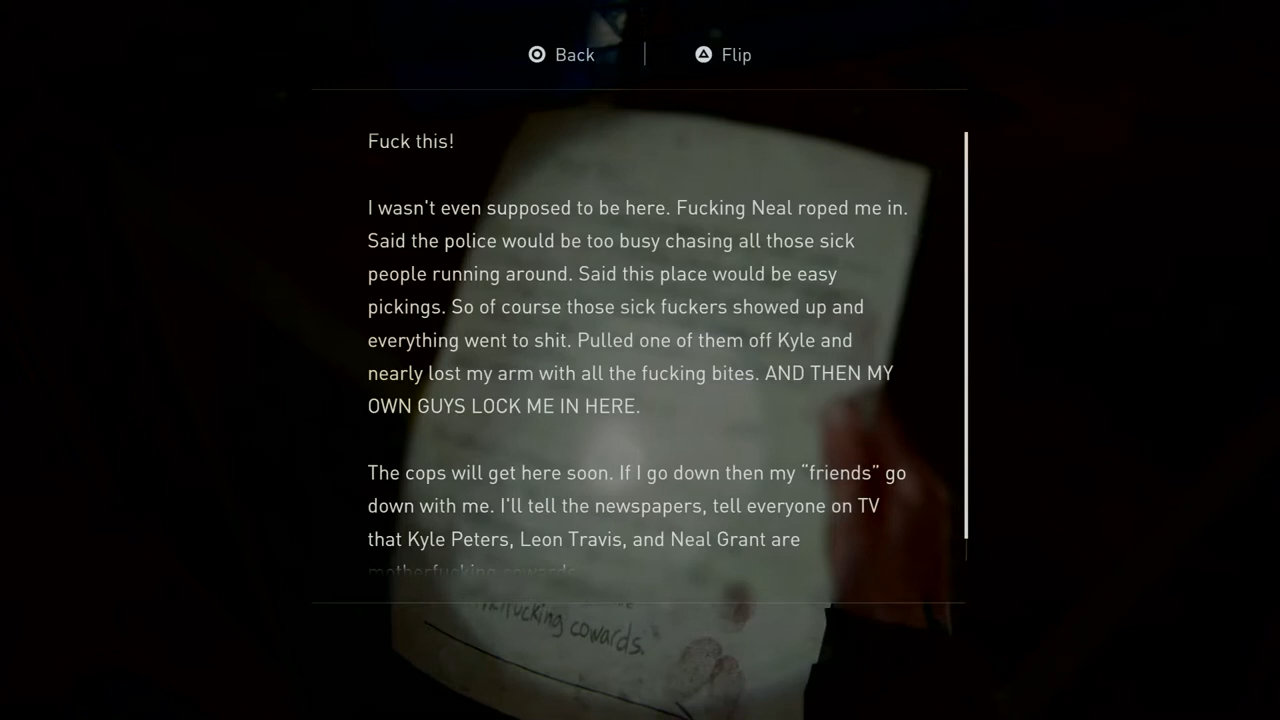 Back
Flip
Fuck this!
I wasn't even supposed to be here. Fucking Neal roped me in.
Said the police would be too busy chasing all those sick
people running around. Said this place would be easy
pickings. So of course those sick fuckers showed up and
everything went to shit. Pulled one of them off Kyle and
nearly lost my arm with all the fucking bites. AND THEN MY
OWN GUYS LOCK ME IN HERE.
The cops will get here soon. If I go down then my “friends” go
down with me. I'll tell the newspapers, tell everyone on TV
that Kyle Peters, Leon Travis, and Neal Grant are
motherfucking cowards.
cowards.